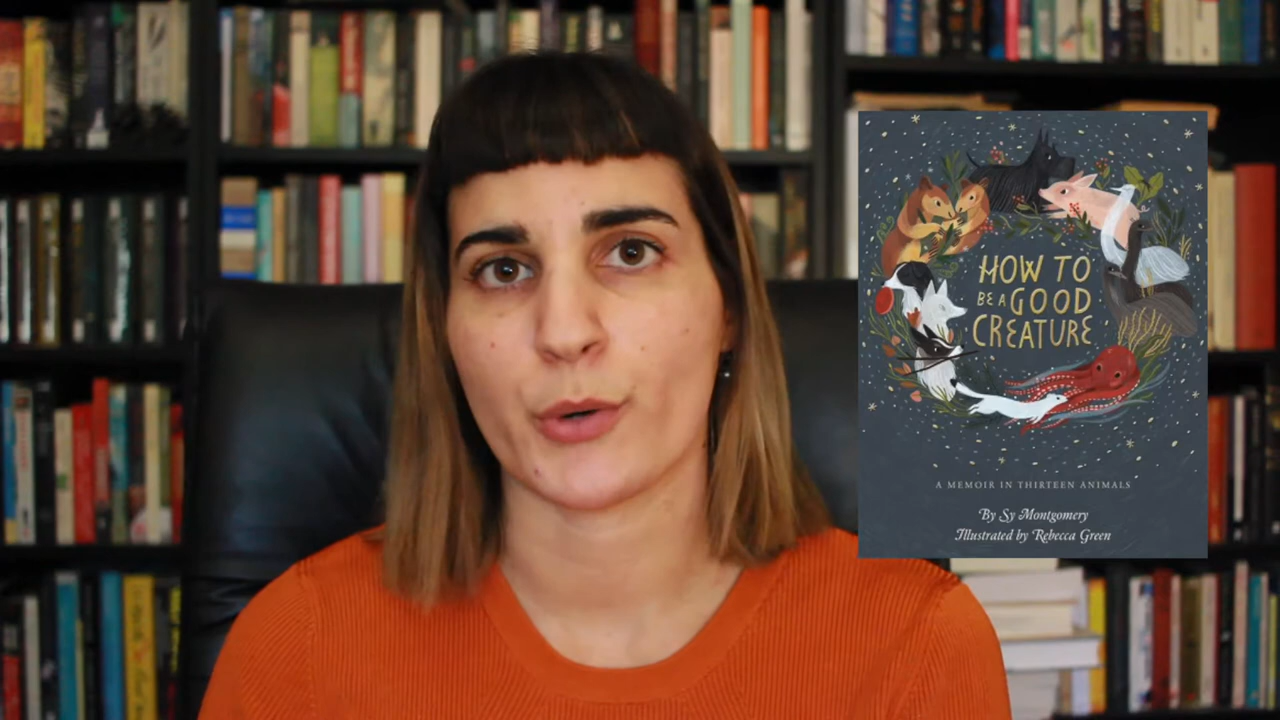 HOW TO
BE A GOOD
CREATURE
A MEMOIR IN THIRTEEN ANIMALS
By Sy Montgomery
Illustrated by Rebecca Green